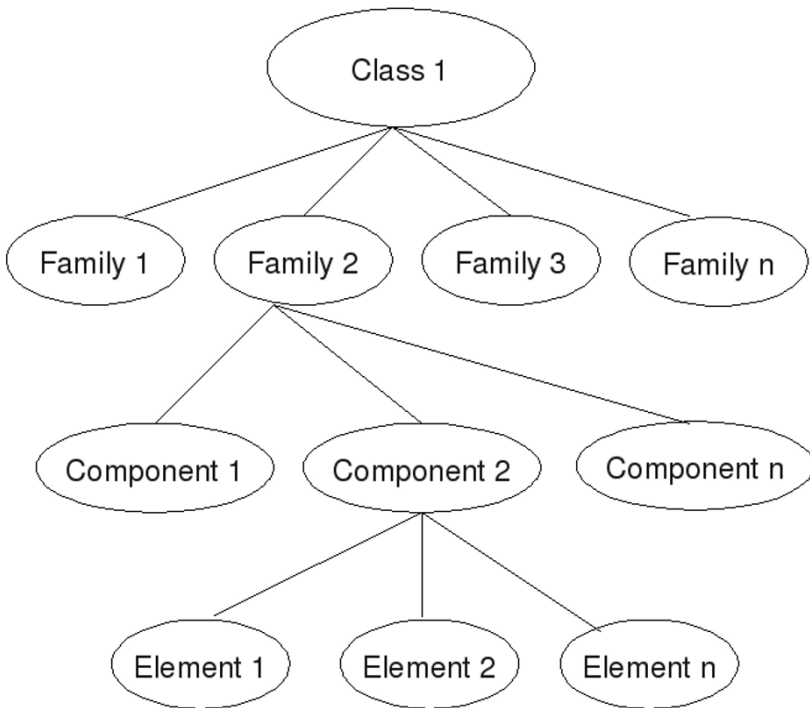 Class 1
Family 1
Family 2
Family 3
Family n
Component 1
Component 2
Component n
Element 1
Element 2
Element n